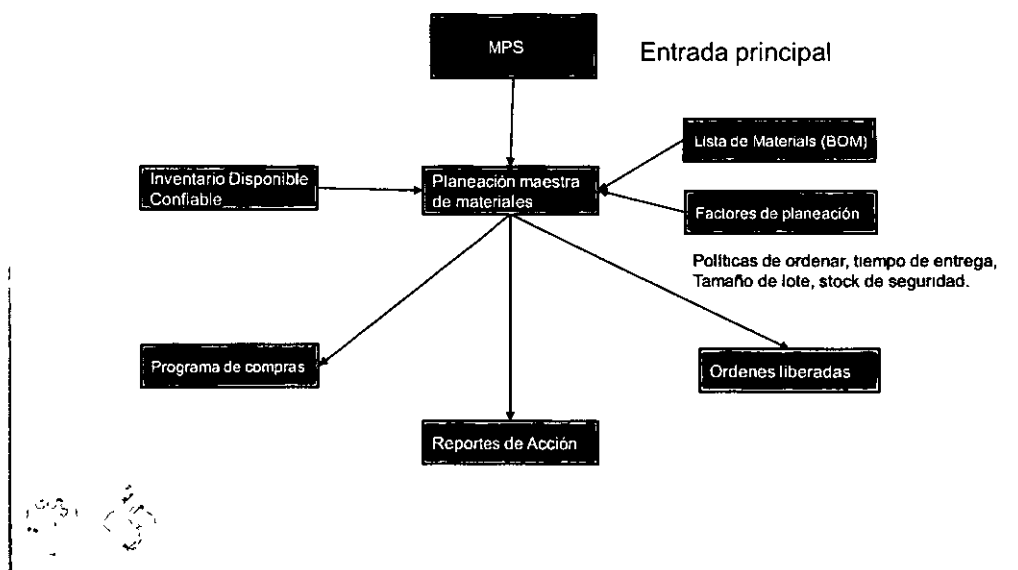 MPS
Entrada principal
Lista de Materials (BOM)
Inventario Disponible
Confiable
Planeación maestra
de materiales
Factores de planeación
Políticas de ordenar, tiempo de entrega,
Tamaño de lote, stock de seguridad.
Programa de compras
Ordenes liberadas
Reportes de Acción